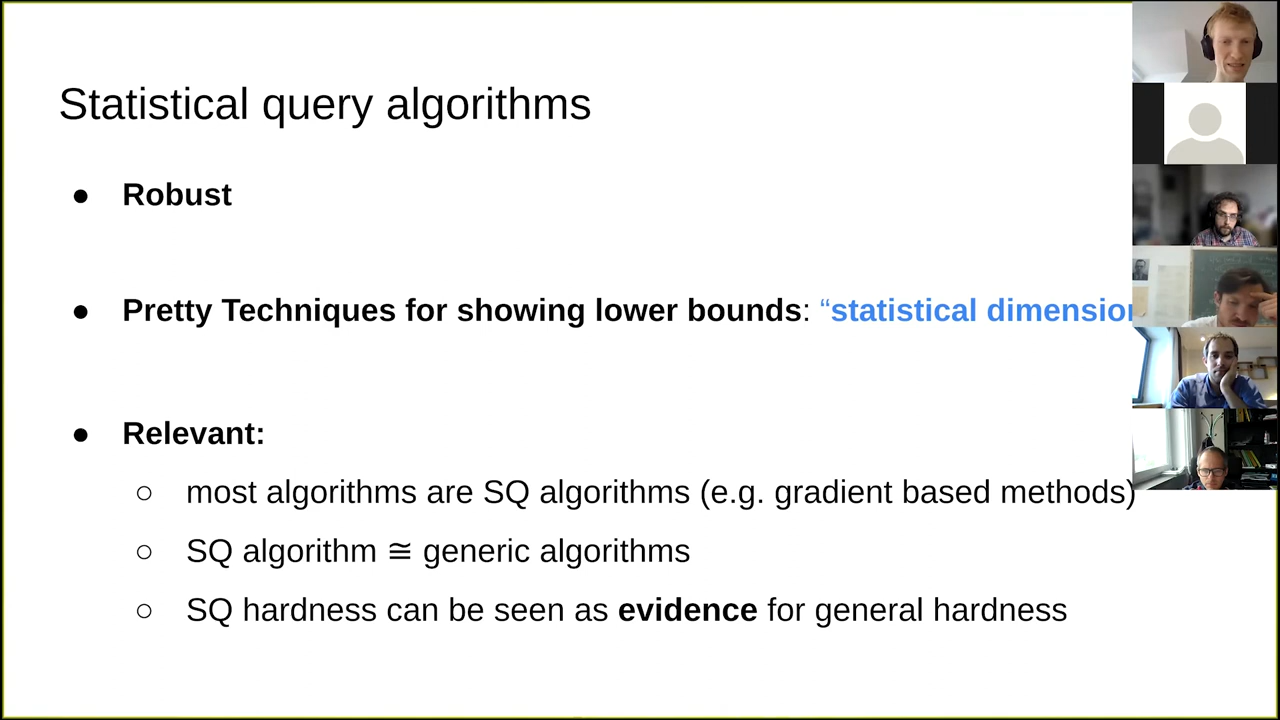 Statistical query algorithms
● Robust
● Pretty Techniques for showing lower bounds: “statistical dimension
● Relevant:
○ most algorithms are SQ algorithms (e.g. gradient based methods)
○ SQ algorithm ≅ generic algorithms
○ SQ hardness can be seen as evidence for general hardness